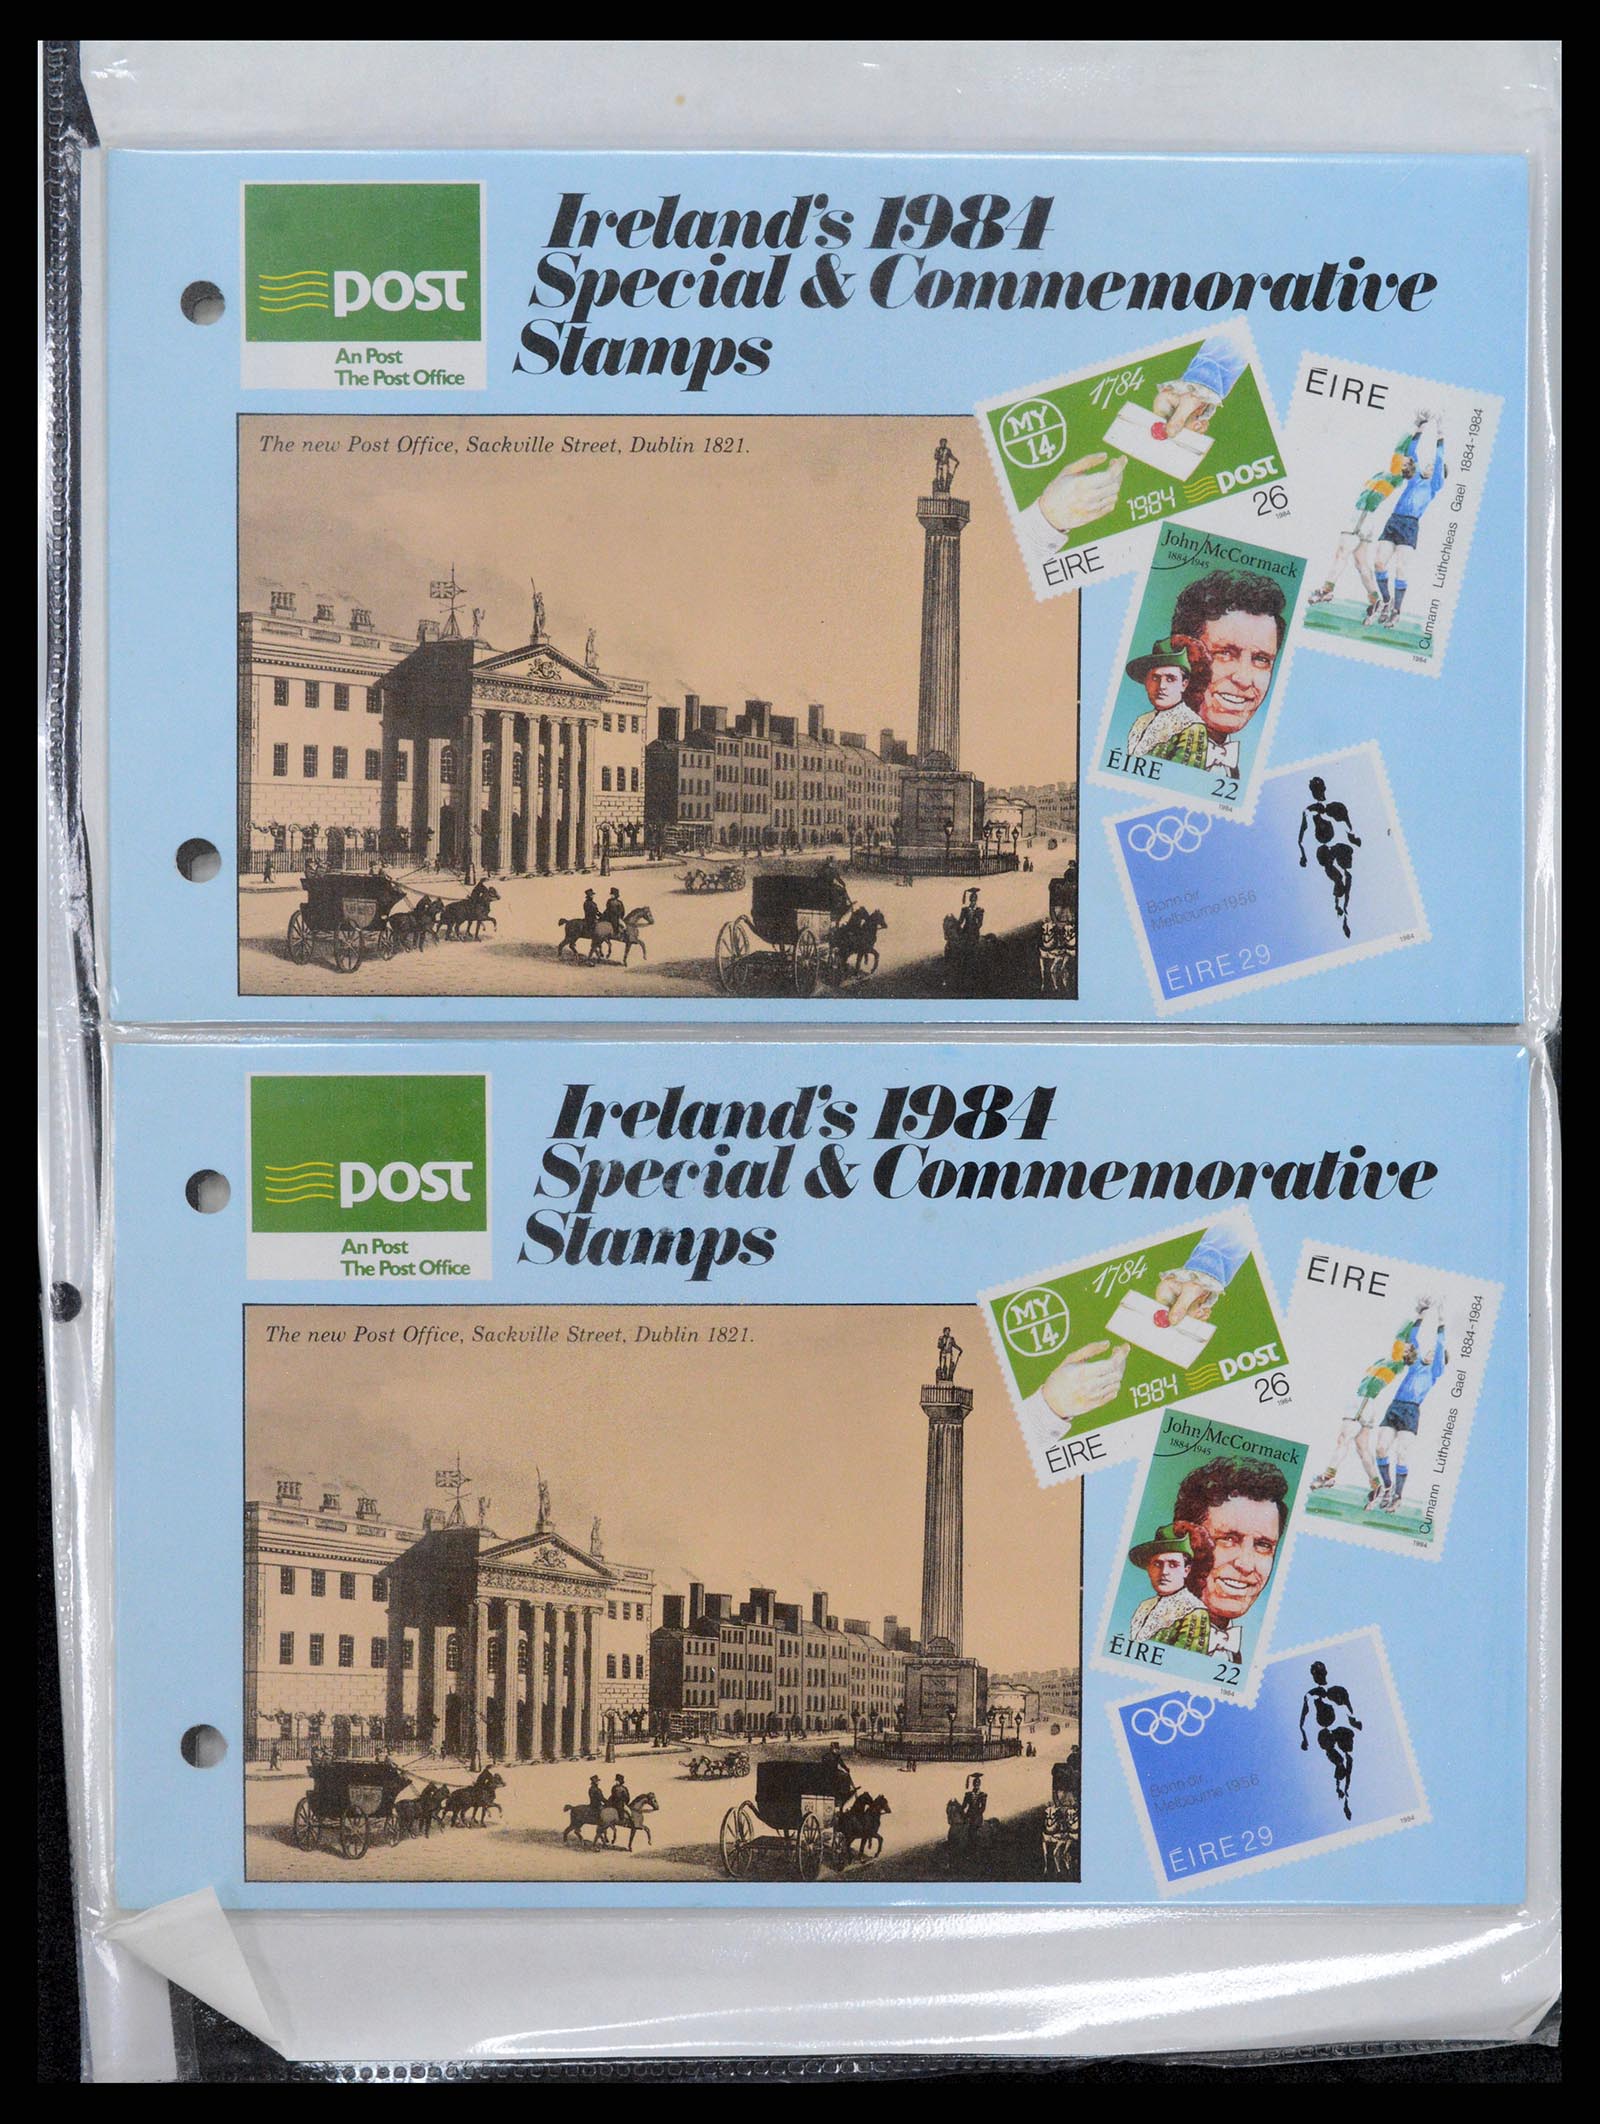 Ireland's 1984
Special & Commemorative
Stamps
POST
An Post
The Post Office
The new Post Office, Sackville Street, Dublin 1821.
1784
MY
14
1984 POST
26
1984
ÉIRE
ÉIRE
Cumann Lúthchleas Gael 1884-1984
1984
John McCormack
1884-1945
ÉIRE
22
1984
Bonn óir
Melbourne 1956
ÉIRE 29
1984
Ireland's 1984
Special & Commemorative
Stamps
POST
An Post
The Post Office
The new Post Office, Sackville Street, Dublin 1821.
1784
MY
14
1984 POST
26
1984
ÉIRE
ÉIRE
Cumann Lúthchleas Gael 1884-1984
1984
John McCormack
1884-1945
ÉIRE
22
1984
Bonn óir
Melbourne 1956
ÉIRE 29
1984